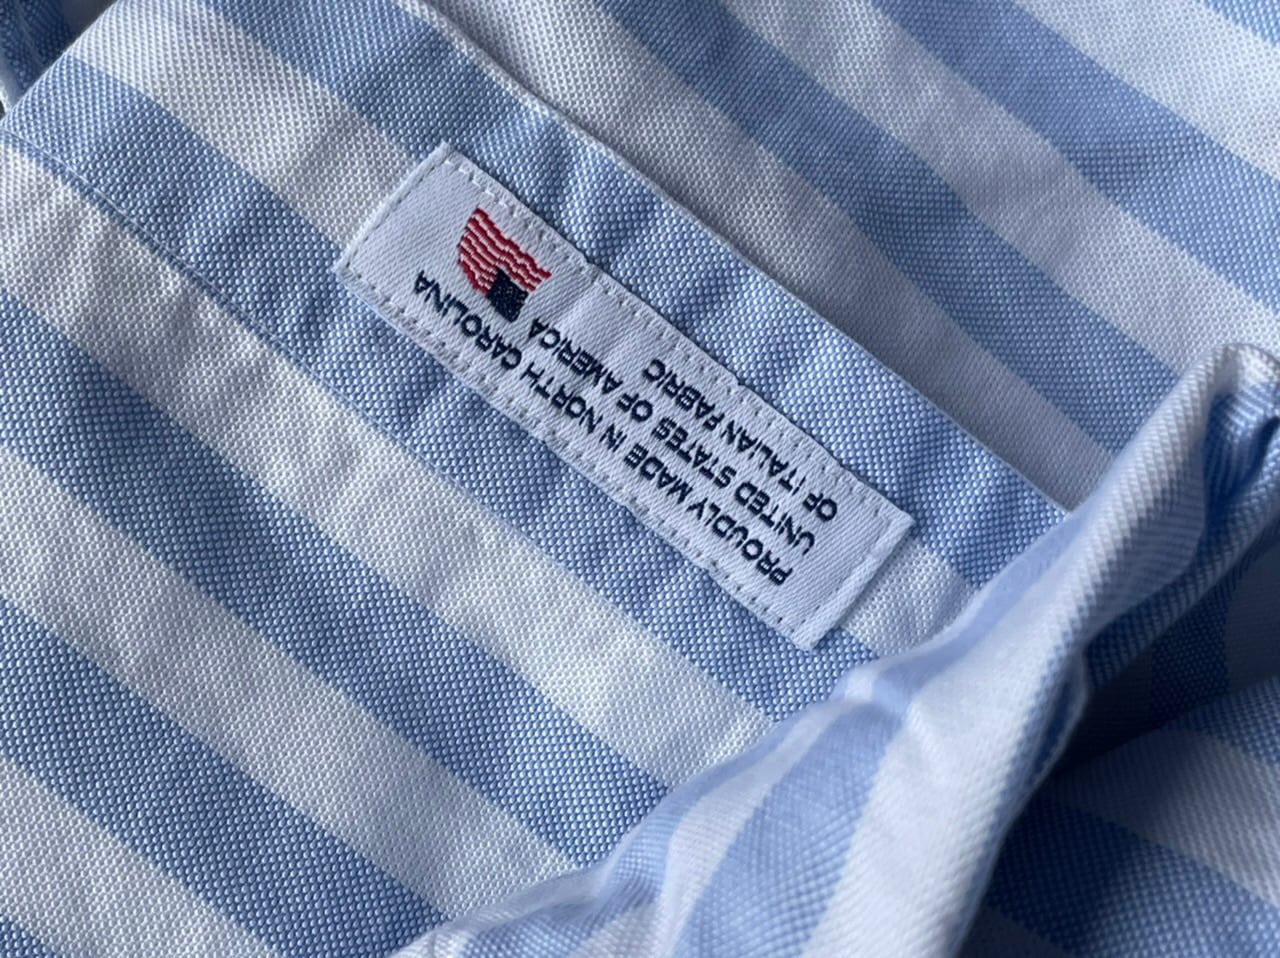 PROUDLY MADE IN NORTH CAROLINA
UNITED STATES OF AMERICA
OF ITALIAN FABRIC